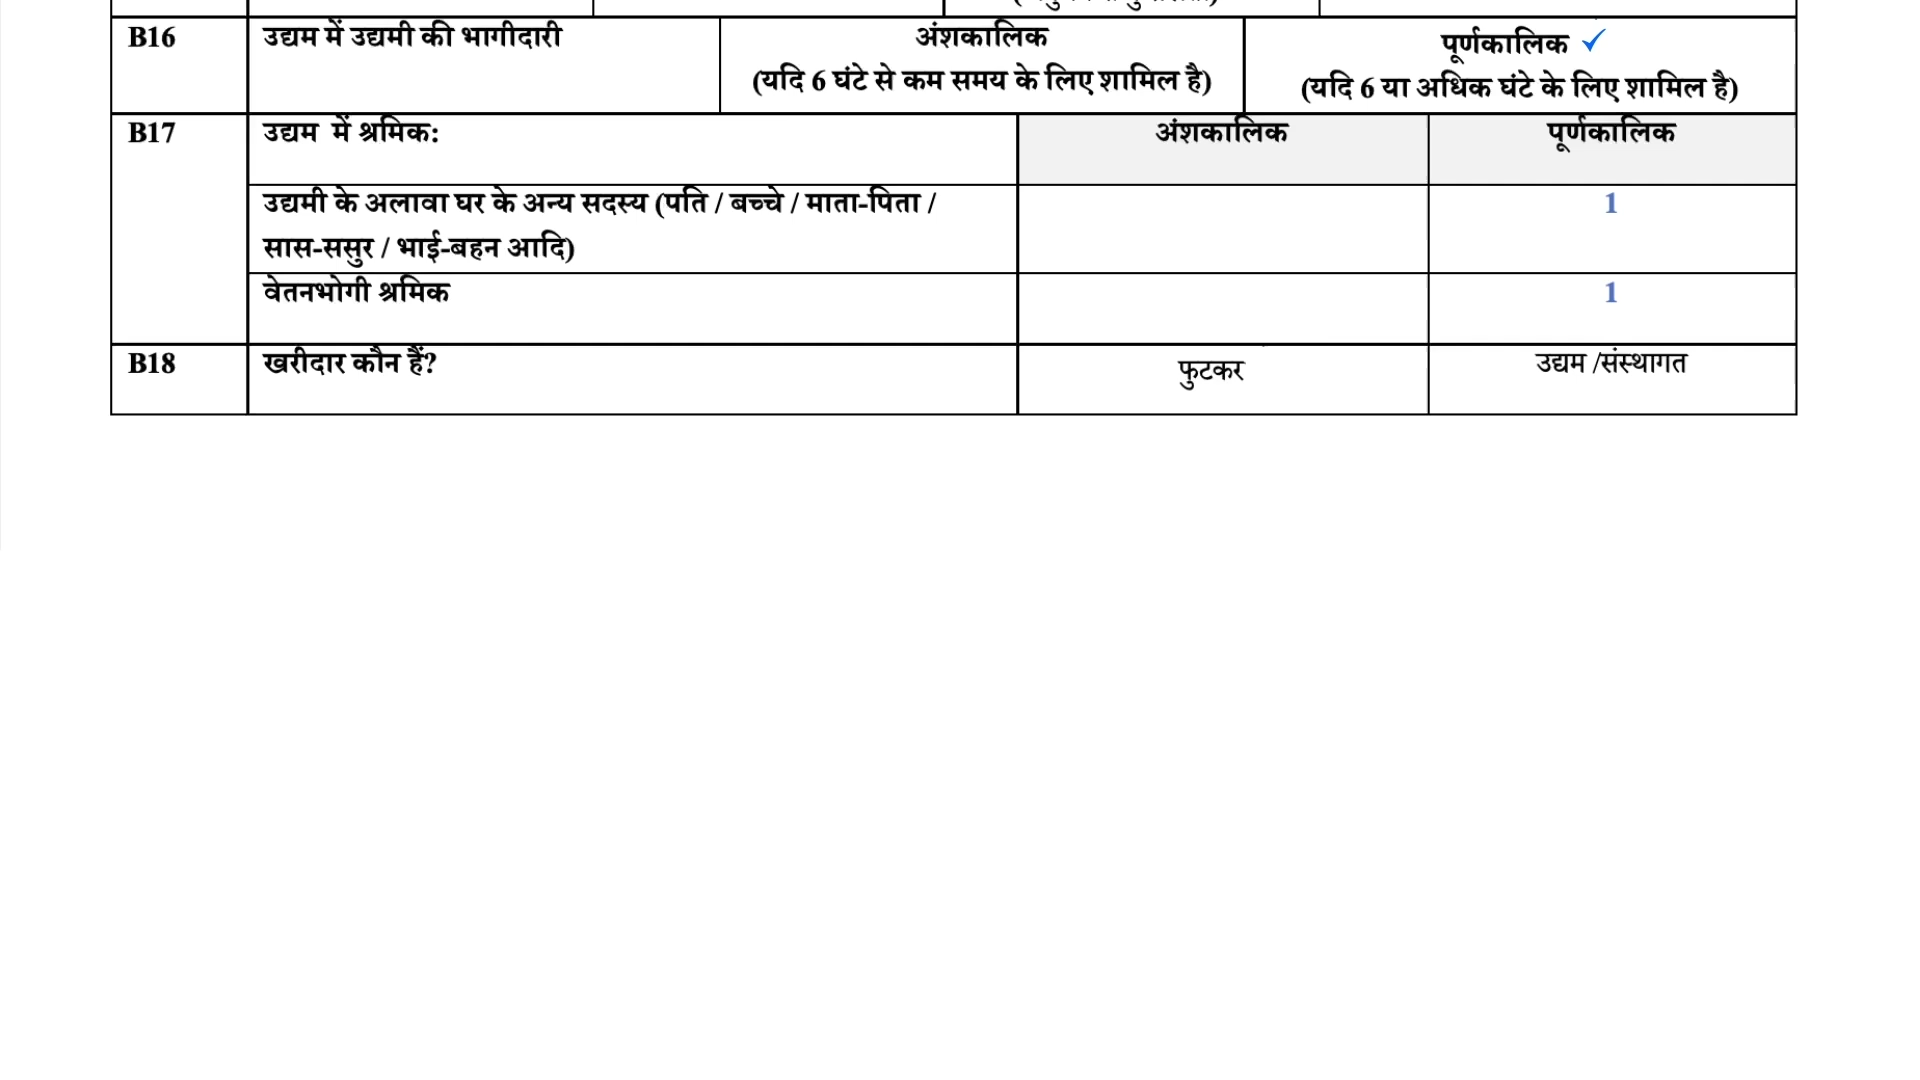 B16 उद्यम में उद्यमी की भागीदारी अंशकालिक पूर्णकालिक ✓
(यदि 6 घंटे से कम समय के लिए शामिल है) (यदि 6 या अधिक घंटे के लिए शामिल है)
B17 उद्यम में श्रमिक: अंशकालिक पूर्णकालिक
उद्यमी के अलावा घर के अन्य सदस्य (पति / बच्चे / माता-पिता / 1
सास-ससुर / भाई-बहन आदि)
वेतनभोगी श्रमिक 1
B18 खरीदार कौन हैं? फुटकर उद्यम /संस्थागत